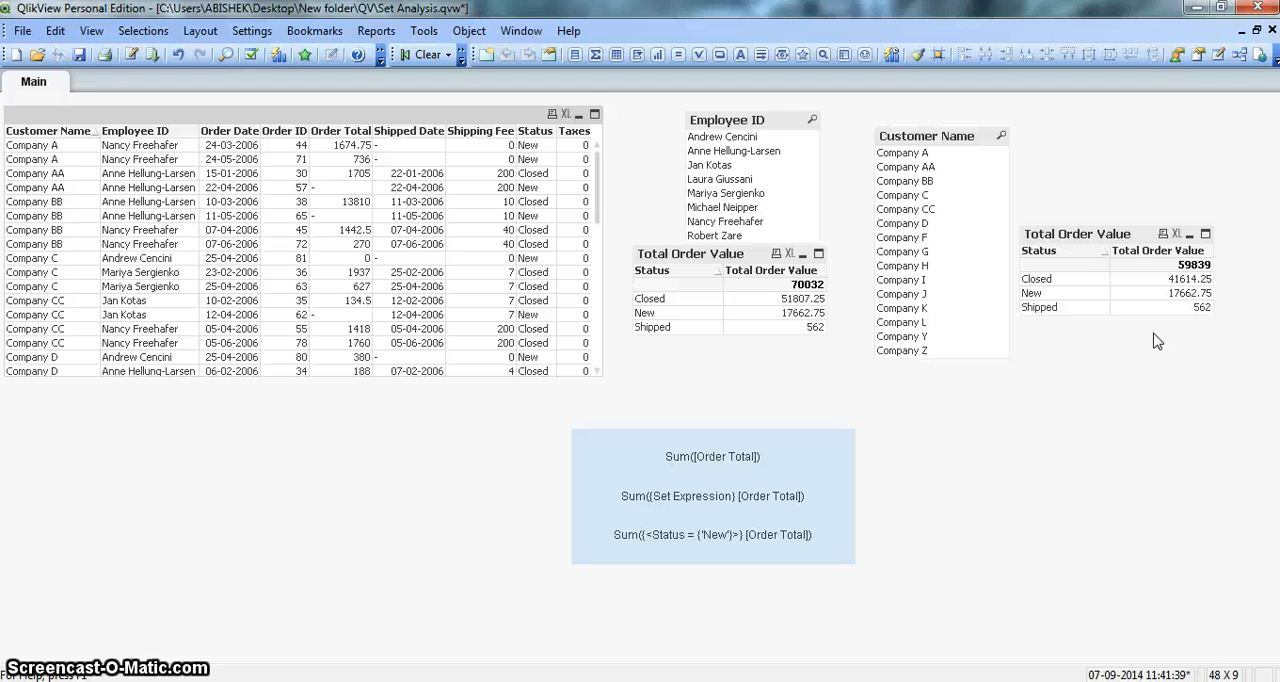 QlikView Personal Edition - [C:\Users\ABISHEK\Desktop\New folder\QV\Set Analysis.qvw*]
File Edit View Selections Layout Settings Bookmarks Reports Tools Object Window Help
Clear
Main
XL
Customer Name Employee ID Order Date Order ID Order Total Shipped Date Shipping Fee Status Taxes
Company A Nancy Freehafer 24-03-2006 44 1674.75 - 0 New 0
Company A Nancy Freehafer 24-05-2006 71 736 - 0 New 0
Company AA Anne Hellung-Larsen 15-01-2006 30 1705 22-01-2006 200 Closed 0
Company AA Anne Hellung-Larsen 22-04-2006 57 - 22-04-2006 200 New 0
Company BB Anne Hellung-Larsen 10-03-2006 38 13810 11-03-2006 10 Closed 0
Company BB Anne Hellung-Larsen 11-05-2006 65 - 11-05-2006 10 New 0
Company BB Nancy Freehafer 07-04-2006 45 1442.5 07-04-2006 40 Closed 0
Company BB Nancy Freehafer 07-06-2006 72 270 07-06-2006 40 Closed 0
Company C Andrew Cencini 25-04-2006 81 0 - 0 New 0
Company C Mariya Sergienko 23-02-2006 36 1937 25-02-2006 7 Closed 0
Company C Mariya Sergienko 25-04-2006 63 627 25-04-2006 7 Closed 0
Company CC Jan Kotas 10-02-2006 35 134.5 12-02-2006 7 Closed 0
Company CC Jan Kotas 12-04-2006 62 - 12-04-2006 7 New 0
Company CC Nancy Freehafer 05-04-2006 55 1418 05-04-2006 200 Closed 0
Company CC Nancy Freehafer 05-06-2006 78 1760 05-06-2006 200 Closed 0
Company D Andrew Cencini 25-04-2006 80 380 - 0 New 0
Company D Anne Hellung-Larsen 06-02-2006 34 188 07-02-2006 4 Closed 0
Employee ID
Andrew Cencini
Anne Hellung-Larsen
Jan Kotas
Laura Giussani
Mariya Sergienko
Michael Neipper
Nancy Freehafer
Robert Zare
Total Order Value XL
Status Total Order Value
70032
Closed 51807.25
New 17662.75
Shipped 562
Customer Name
Company A
Company AA
Company BB
Company C
Company CC
Company D
Company F
Company G
Company H
Company I
Company J
Company K
Company L
Company Y
Company Z
Total Order Value XL
Status Total Order Value
59839
Closed 41614.25
New 17662.75
Shipped 562
Sum([Order Total])
Sum({Set Expression} [Order Total])
Sum({<Status = {'New'}>} [Order Total])
Screencast-O-Matic.com
For Help, press F1
07-09-2014 11:41:39* 48 X 9